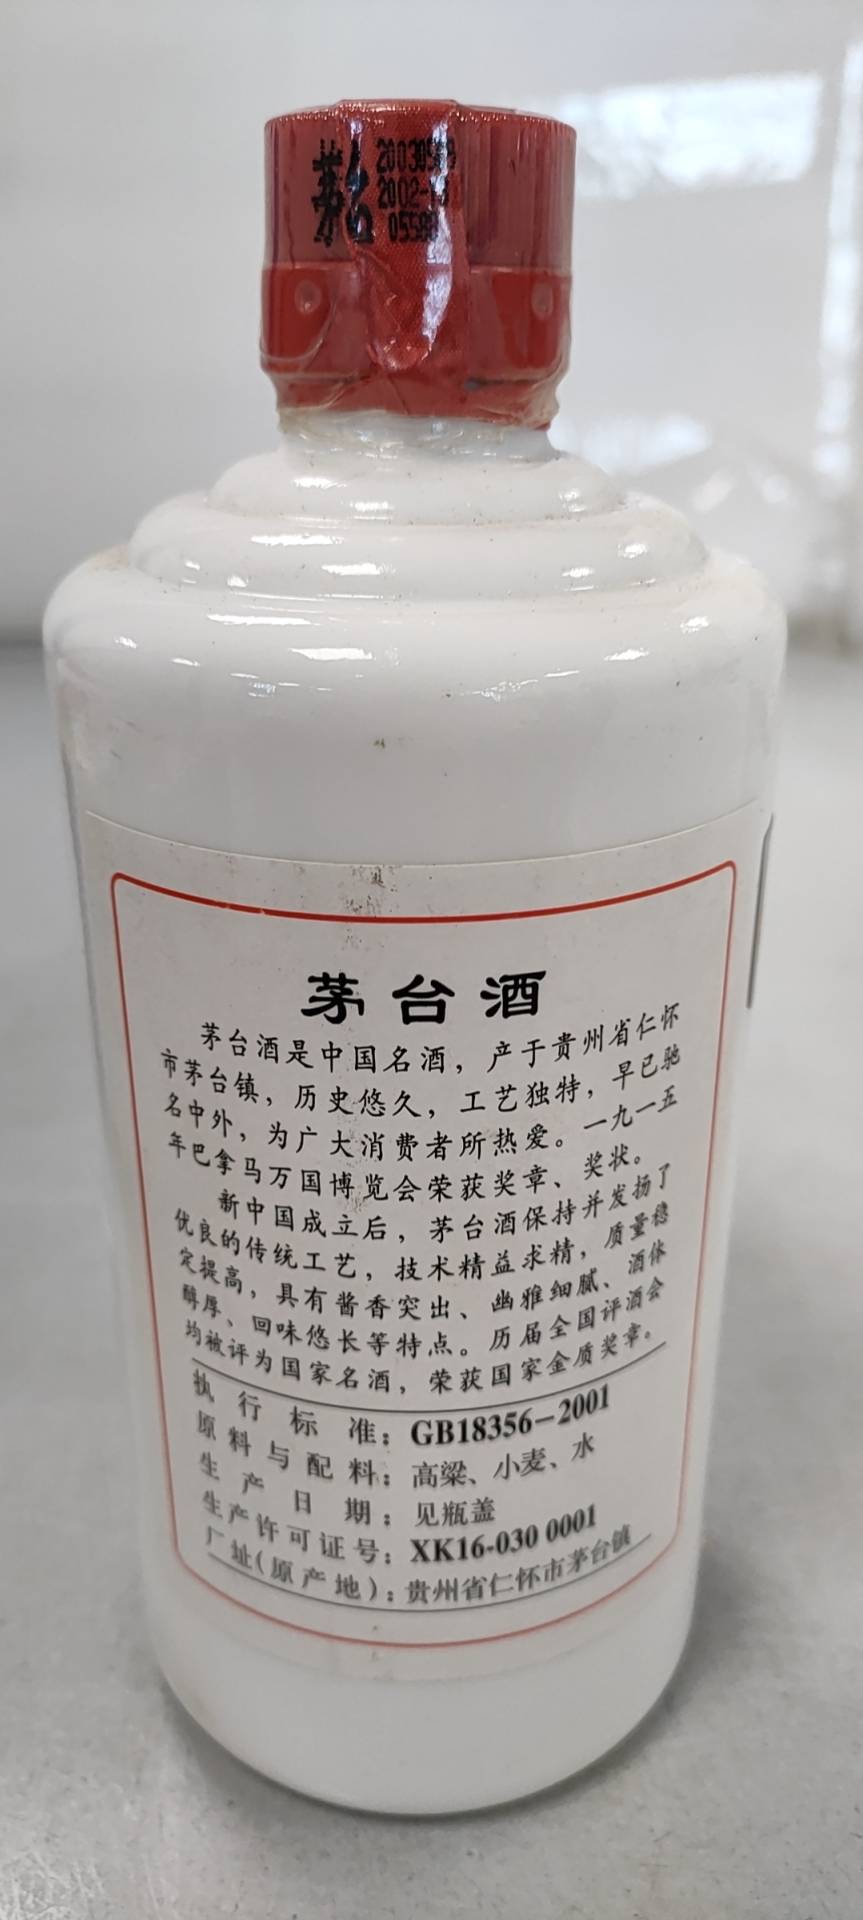 茅台
2003
2002-
0559
茅台酒
茅台酒是中国名酒，产于贵州省仁怀
市茅台镇，历史悠久，工艺独特，早已驰
名中外，为广大消费者所热爱。一九一五
年巴拿马万国博览会荣获奖章、奖状。
新中国成立后，茅台酒保持并发扬了
优良的传统工艺，技术精益求精，质量稳
定提高，具有酱香突出、幽雅细腻、酒体
醇厚、回味悠长等特点。历届全国评酒会
均被评为国家名酒，荣获国家金质奖章。
执行标准：GB18356-2001
原料与配料：高粱、小麦、水
生产日期：见瓶盖
生产许可证号：XK16-030 0001
厂址(原产地)：贵州省仁怀市茅台镇